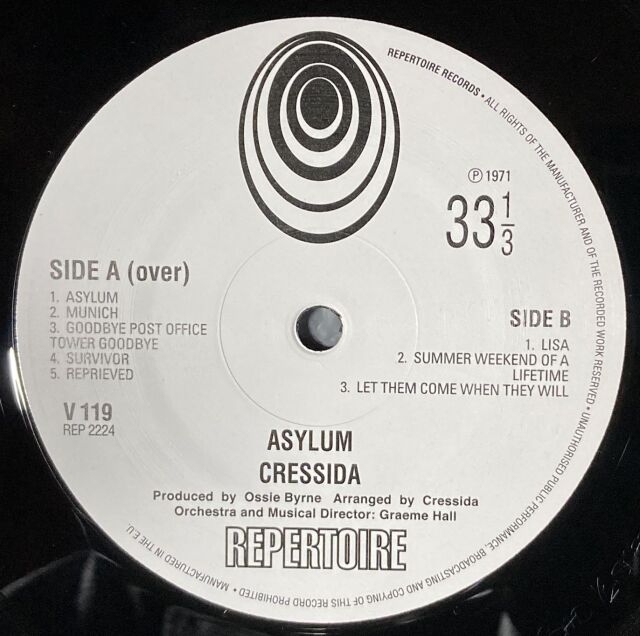 REPERTOIRE RECORDS • ALL RIGHTS OF THE MANUFACTURER AND OF THE RECORDED WORK RESERVED • UNAUTHORISED PUBLIC PERFORMANCE, BROADCASTING AND COPYING OF THIS RECORD PROHIBITED • MANUFACTURED IN THE E.U.
Ⓟ 1971
33 1/3
SIDE A (over)
1. ASYLUM
2. MUNICH
3. GOODBYE POST OFFICE
TOWER GOODBYE
4. SURVIVOR
5. REPRIEVED
V 119
REP 2224
SIDE B
1. LISA
2. SUMMER WEEKEND OF A
LIFETIME
3. LET THEM COME WHEN THEY WILL
ASYLUM
CRESSIDA
Produced by Ossie Byrne Arranged by Cressida
Orchestra and Musical Director: Graeme Hall
REPERTOIRE